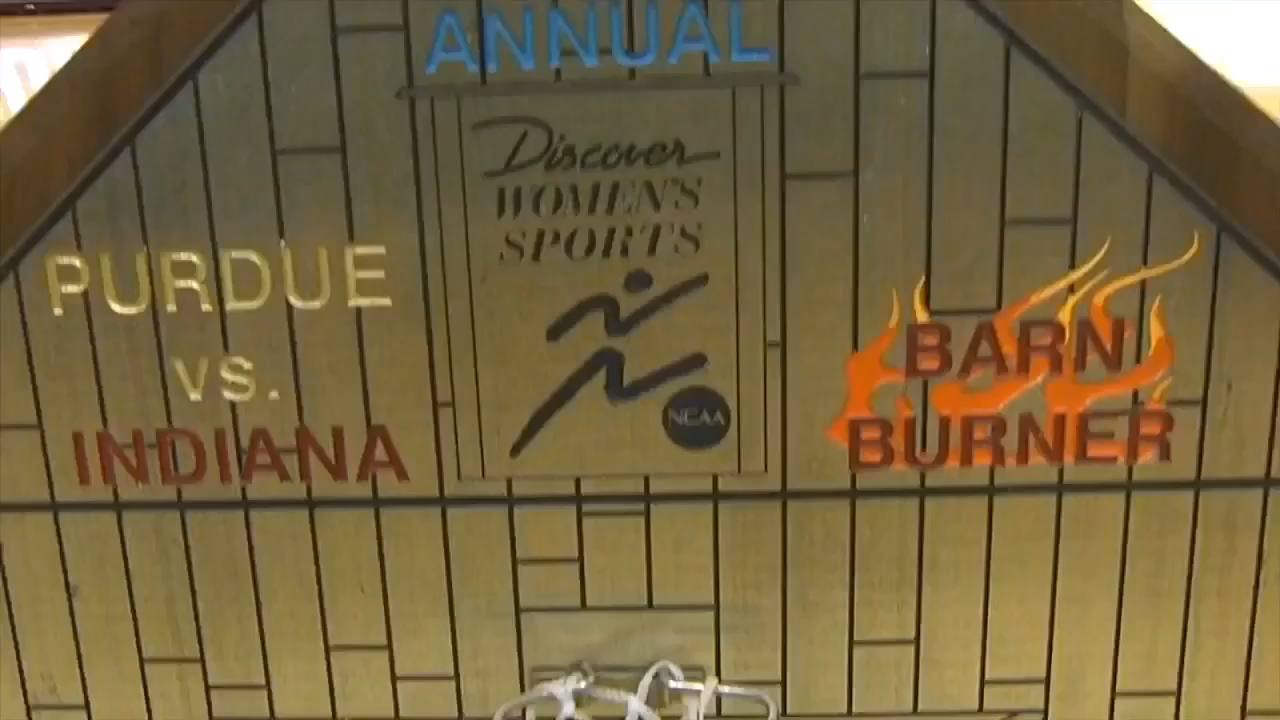 ANNUAL
Discover
WOMEN'S
SPORTS
NCAA
PURDUE
VS.
INDIANA
BARN
BURNER